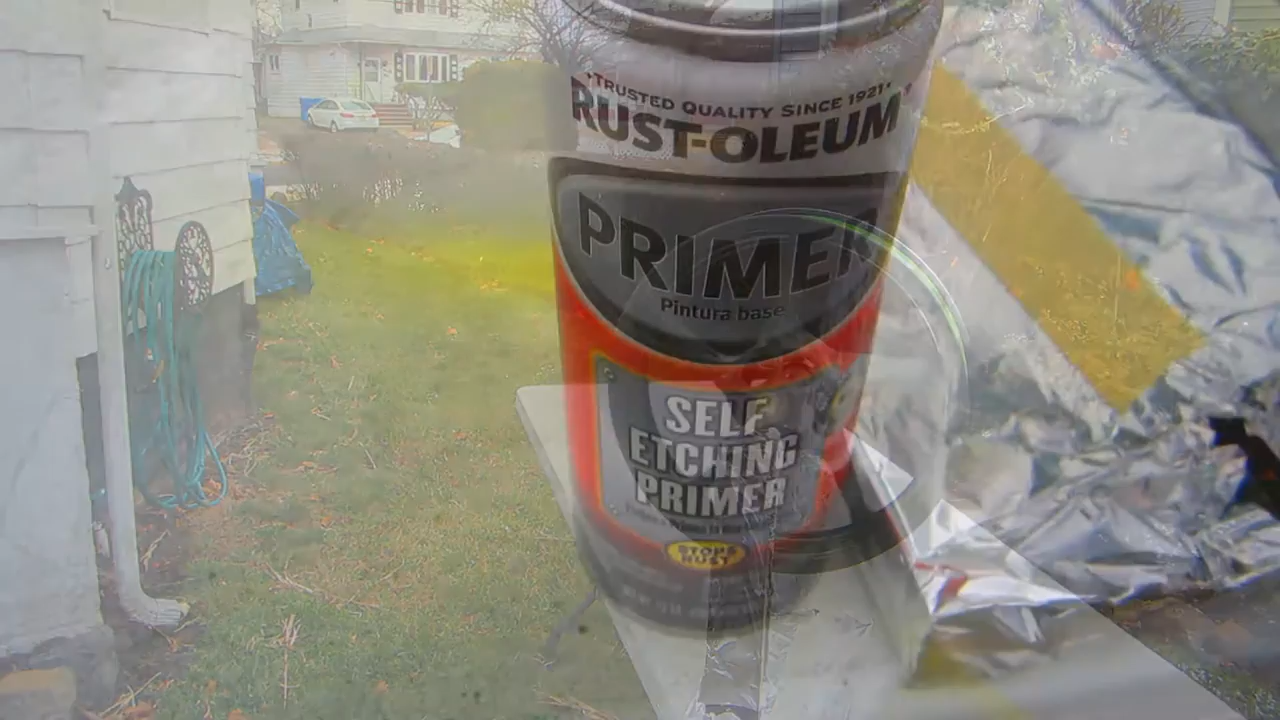 TRUSTED QUALITY SINCE 1921
RUST-OLEUM
PRIMER
Pintura base
SELF
ETCHING
PRIMER
STOPS
RUST